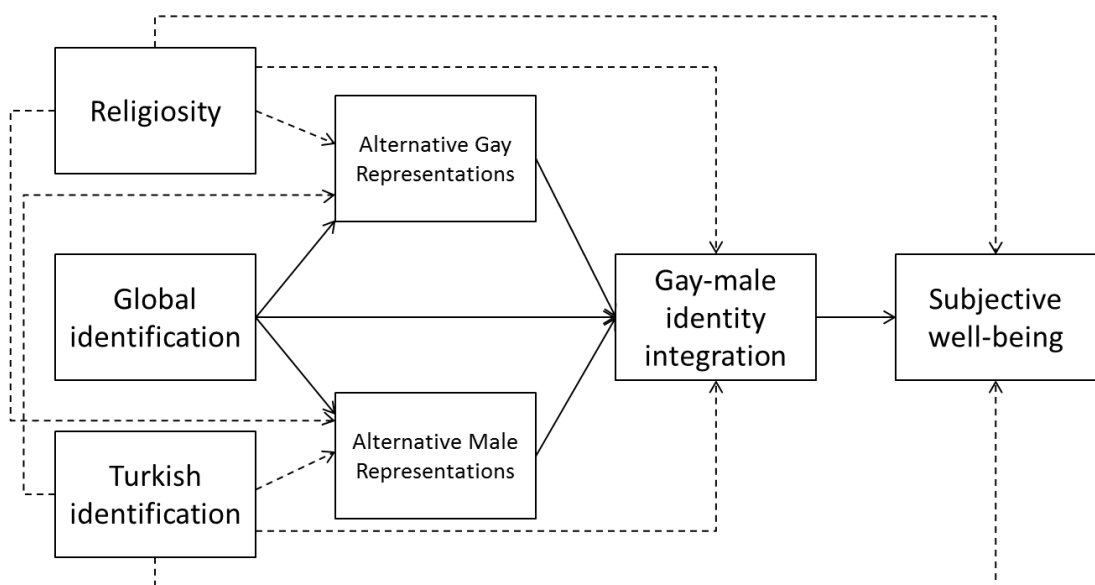 Religiosity
Alternative Gay
Representations
Global
identification
Gay-male
identity
integration
Subjective
well-being
Alternative Male
Representations
Turkish
identification